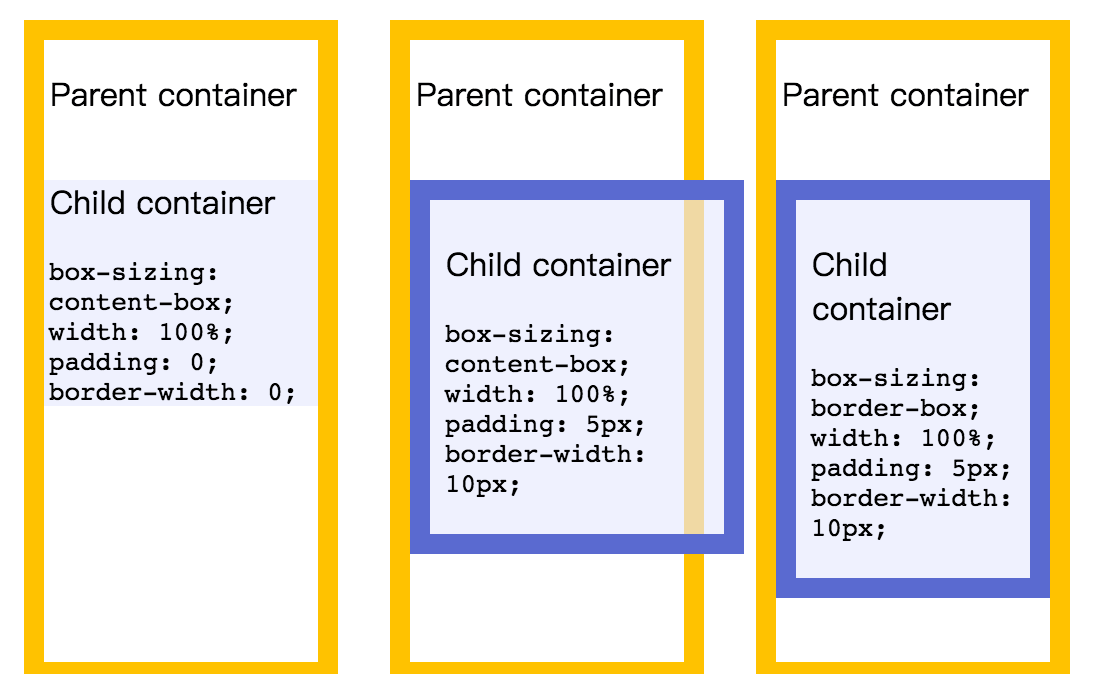 Parent container
Child container
box-sizing:
content-box;
width: 100%;
padding: 0;
border-width: 0;
Parent container
Child container
box-sizing:
content-box;
width: 100%;
padding: 5px;
border-width:
10px;
Parent container
Child
container
box-sizing:
border-box;
width: 100%;
padding: 5px;
border-width:
10px;